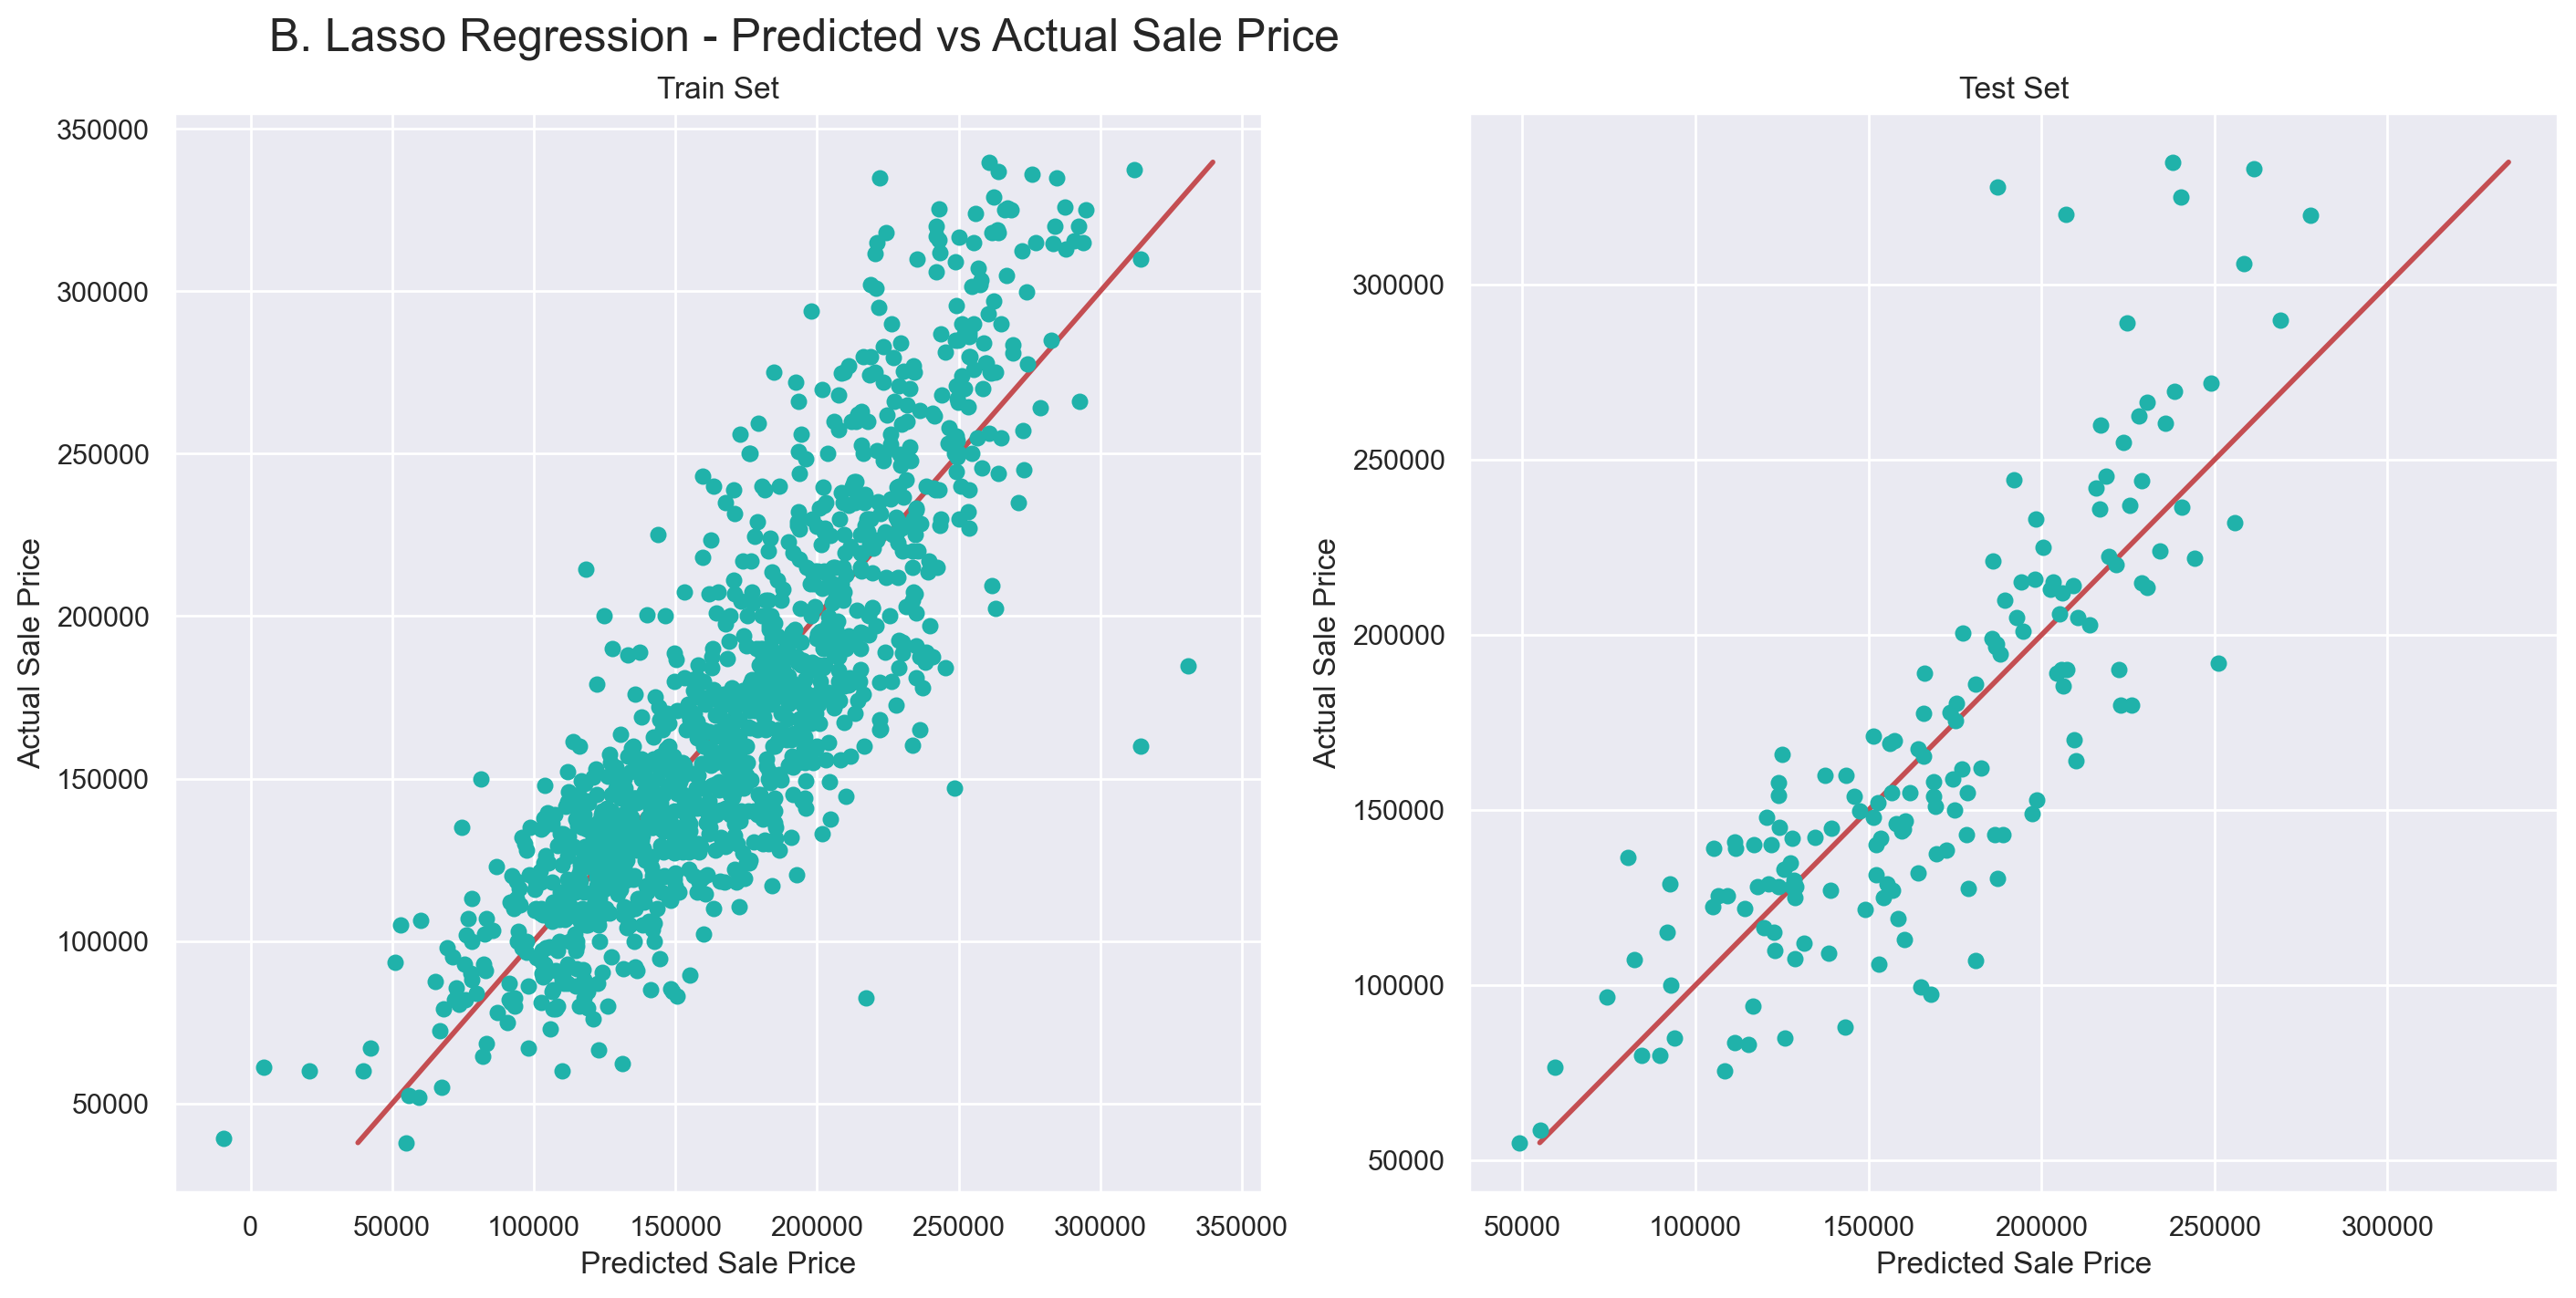 B. Lasso Regression - Predicted vs Actual Sale Price
Train Set
350000
300000
250000
200000
150000
100000
50000
Actual Sale Price
0 50000 100000 150000 200000 250000 300000 350000
Predicted Sale Price
Test Set
300000
250000
200000
150000
100000
50000
Actual Sale Price
50000 100000 150000 200000 250000 300000
Predicted Sale Price